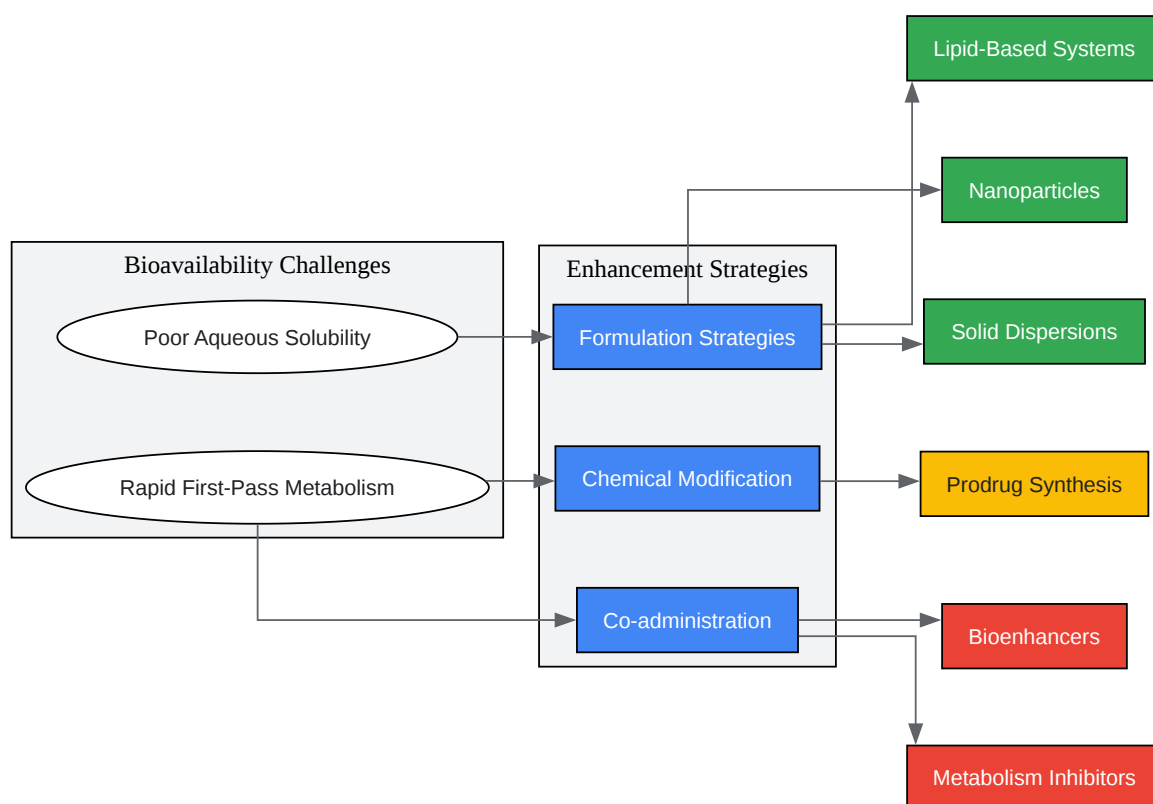 Lipid-Based Systems
Nanoparticles
Bioavailability Challenges
Enhancement Strategies
Poor Aqueous Solubility
Formulation Strategies
Solid Dispersions
Rapid First-Pass Metabolism
Chemical Modification
Prodrug Synthesis
Co-administration
Bioenhancers
Metabolism Inhibitors